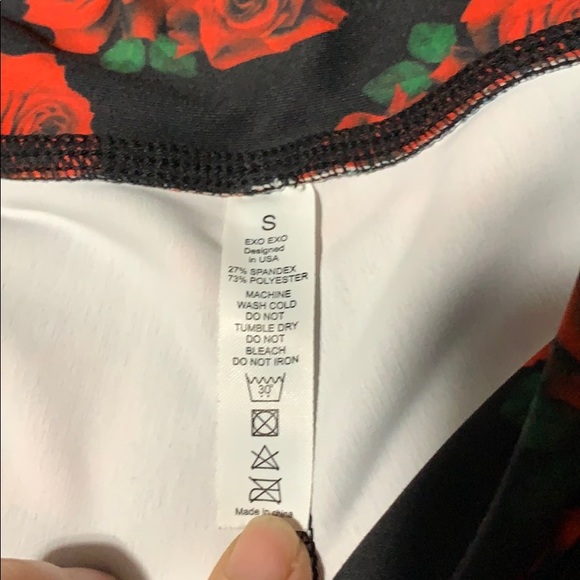 S
EXO EXO
Designed
in USA
27% SPANDEX
73% POLYESTER
MACHINE
WASH COLD
DO NOT
TUMBLE DRY
DO NOT
BLEACH
DO NOT IRON
30°
Made in china